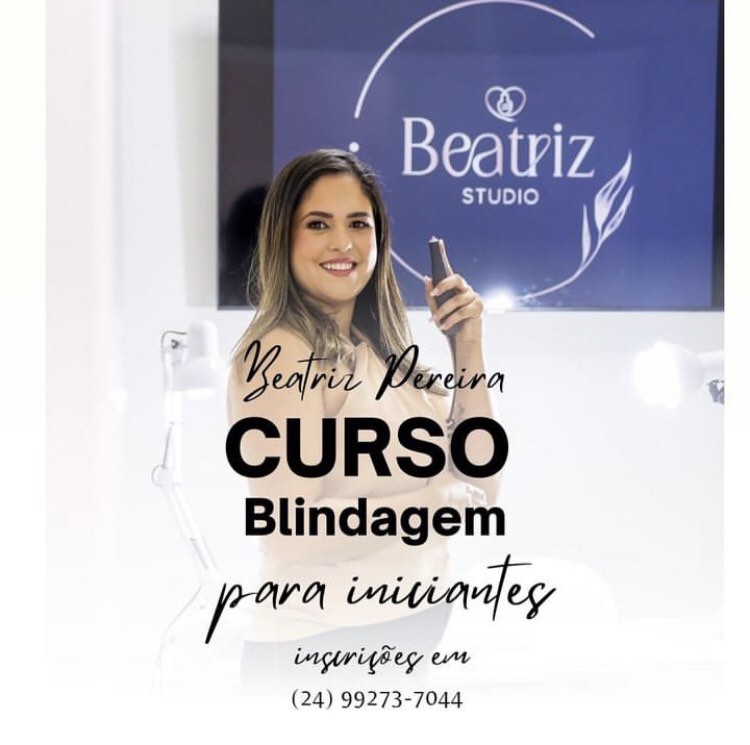 Beatriz
STUDIO
Beatriz Pereira
CURSO
Blindagem
para iniciantes
inscrições em
(24) 99273-7044